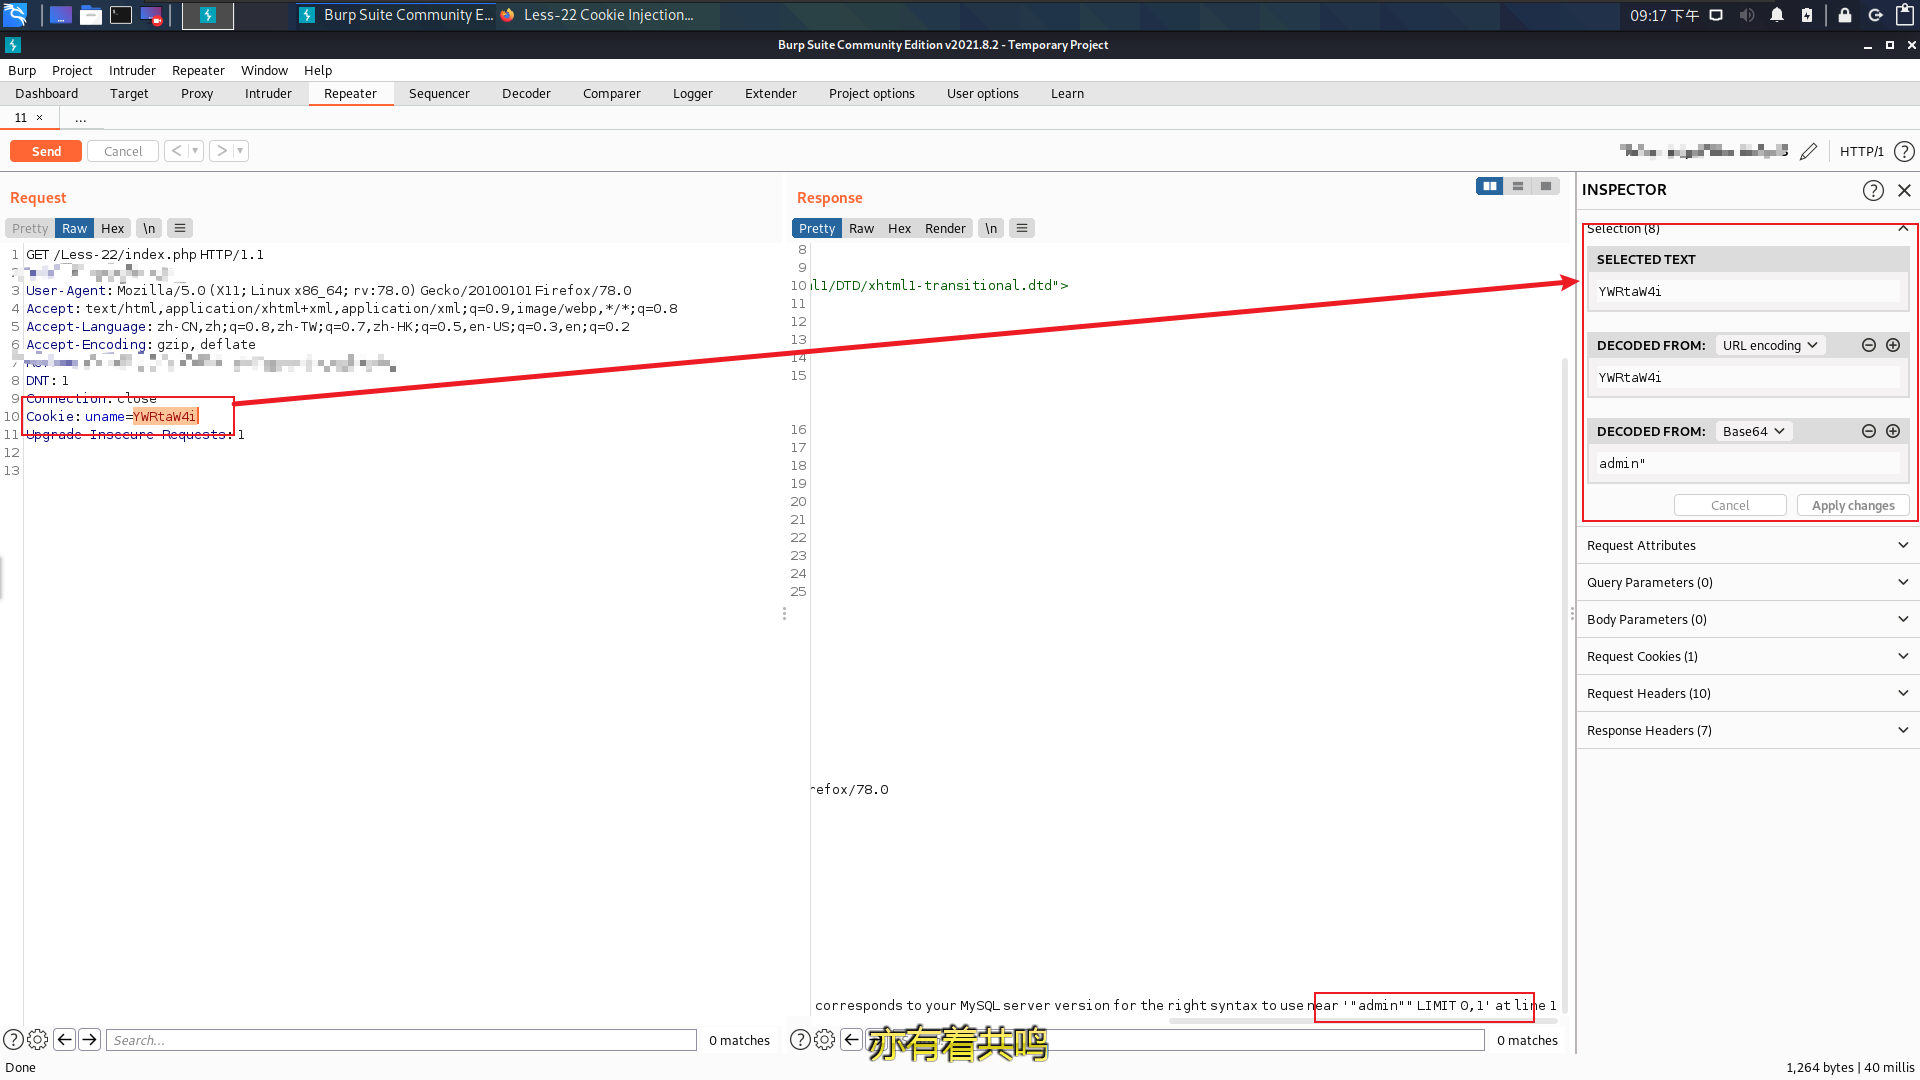 Burp Suite Community E...
Less-22 Cookie Injection...
09:17 下午
Burp Suite Community Edition v2021.8.2 - Temporary Project
Burp Project Intruder Repeater Window Help
Dashboard Target Proxy Intruder Repeater Sequencer Decoder Comparer Logger Extender Project options User options Learn
11 × ...
Send Cancel < > HTTP/1 ?
Request
Pretty Raw Hex \n
1 GET /Less-22/index.php HTTP/1.1
2
3 User-Agent: Mozilla/5.0 (X11; Linux x86_64; rv:78.0) Gecko/20100101 Firefox/78.0
4 Accept: text/html,application/xhtml+xml,application/xml;q=0.9,image/webp,*/*;q=0.8
5 Accept-Language: zh-CN,zh;q=0.8,zh-TW;q=0.7,zh-HK;q=0.5,en-US;q=0.3,en;q=0.2
6 Accept-Encoding: gzip, deflate
7
8 DNT: 1
9 Connection: close
10 Cookie: uname=YWRtaW4i
11 Upgrade-Insecure-Requests: 1
12
13
Response
Pretty Raw Hex Render \n
8
9
10 l1/DTD/xhtml1-transitional.dtd">
11
12
13
14
15
16
17
18
19
20
21
22
23
24
25
refox/78.0
corresponds to your MySQL server version for the right syntax to use near '"admin"" LIMIT 0,1' at line 1
INSPECTOR
Selection (8)
SELECTED TEXT
YWRtaW4i
DECODED FROM: URL encoding
YWRtaW4i
DECODED FROM: Base64
admin"
Cancel Apply changes
Request Attributes
Query Parameters (0)
Body Parameters (0)
Request Cookies (1)
Request Headers (10)
Response Headers (7)
Search... 0 matches
0 matches
亦有着共鸣
Done
1,264 bytes | 40 millis